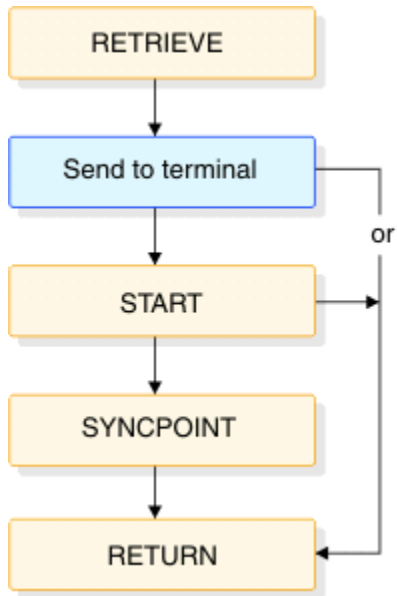 RETRIEVE
Send to terminal
or
START
SYNCPOINT
RETURN